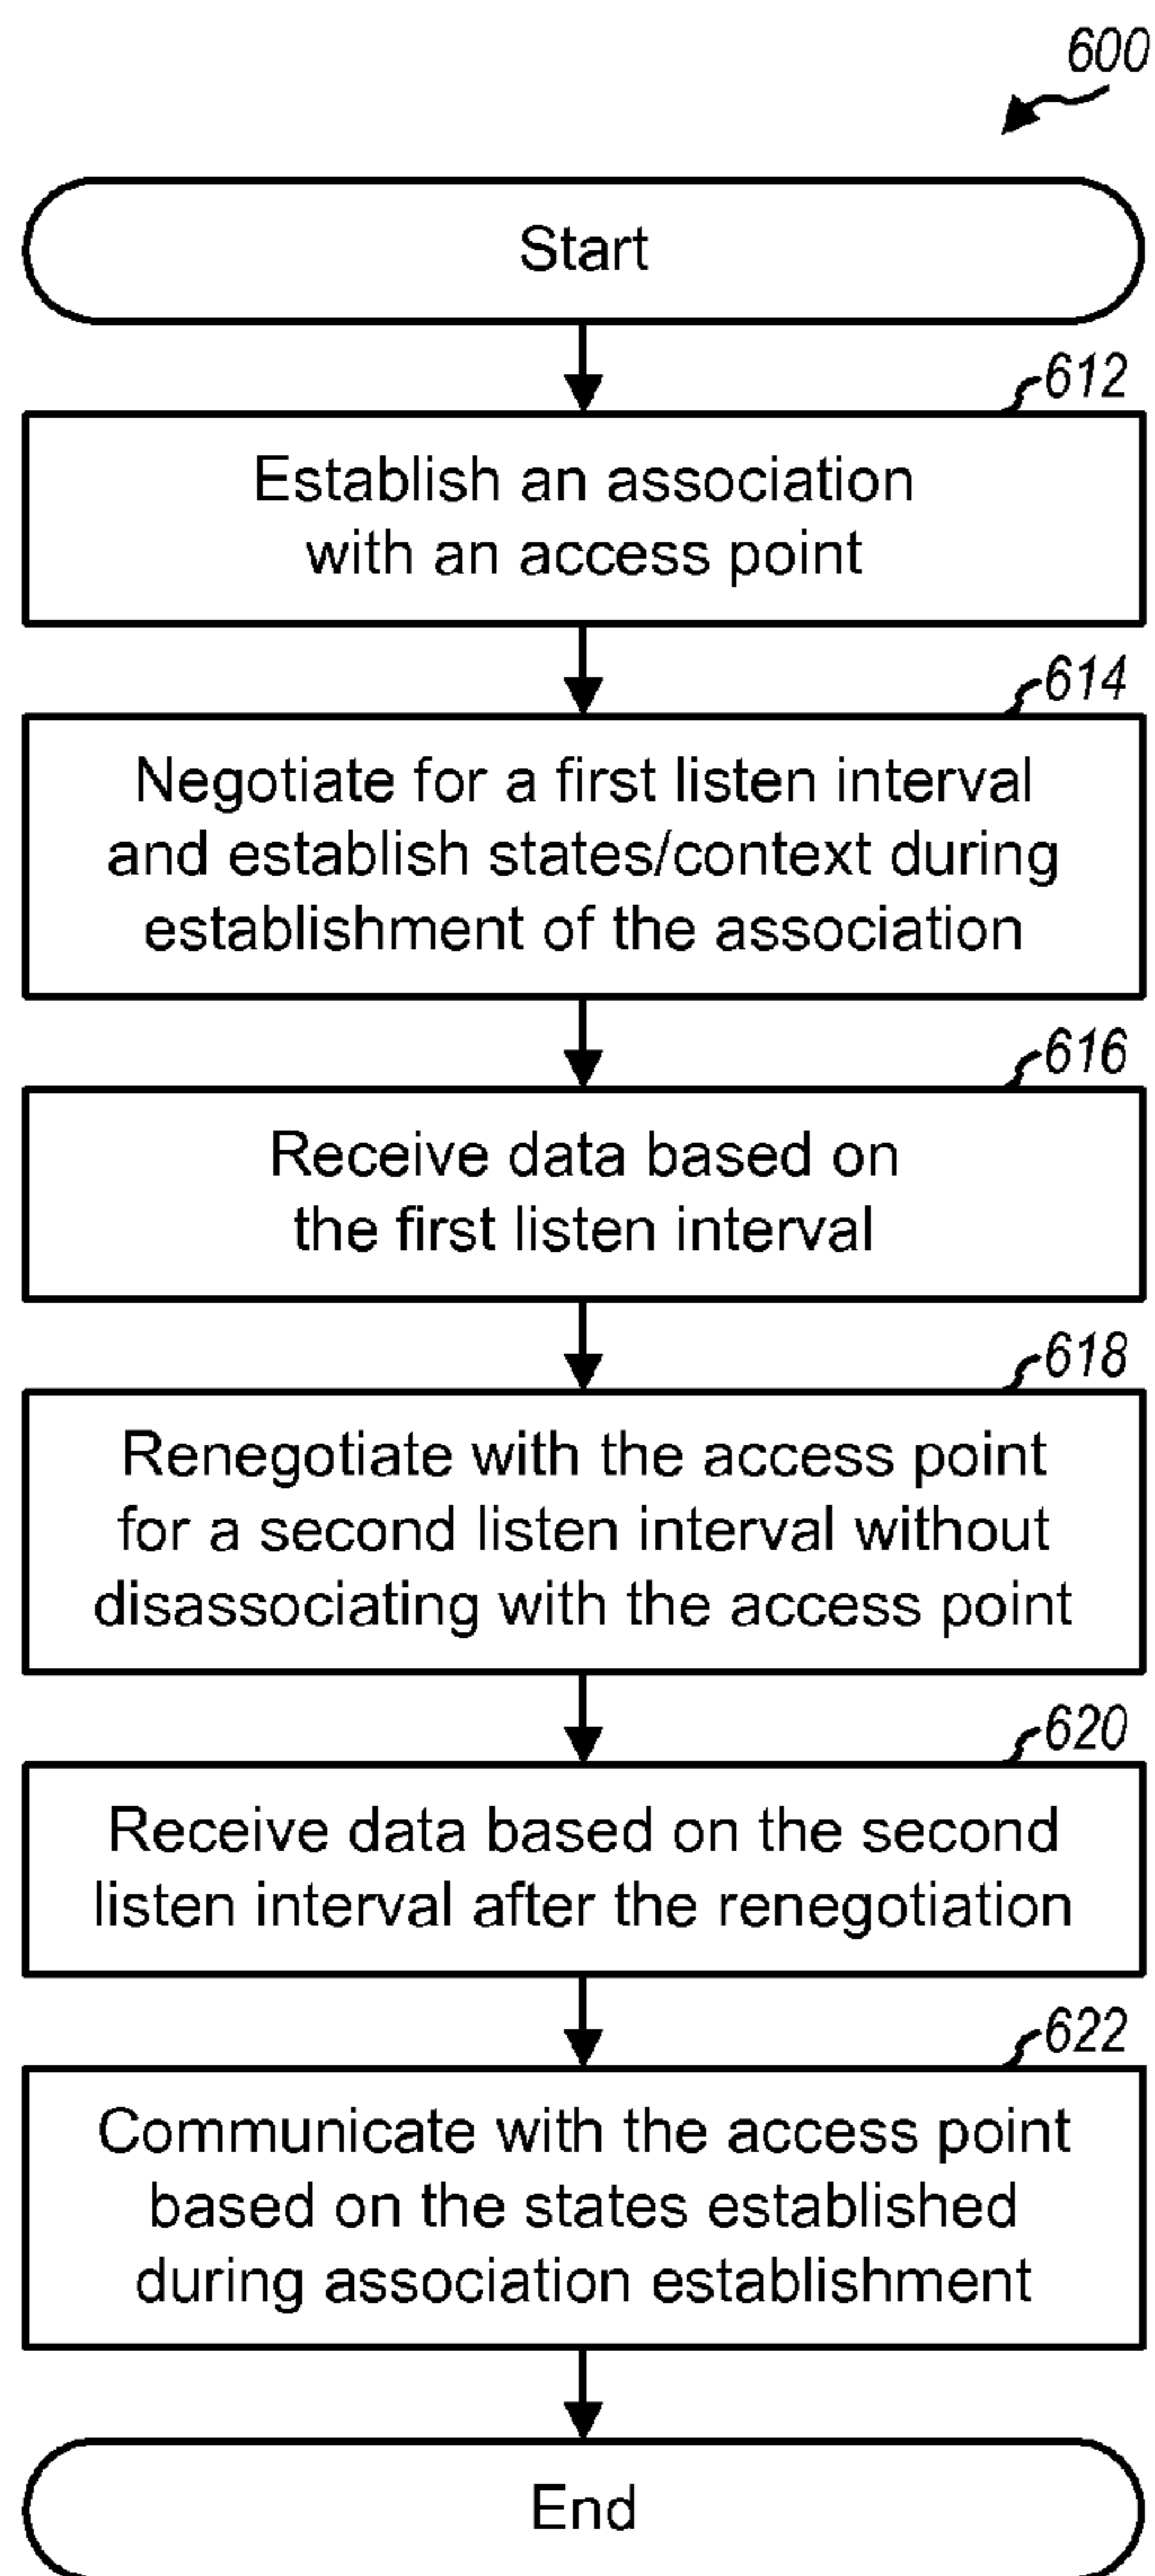 600
Start
612
Establish an association
with an access point
614
Negotiate for a first listen interval
and establish states/context during
establishment of the association
616
Receive data based on
the first listen interval
618
Renegotiate with the access point
for a second listen interval without
disassociating with the access point
620
Receive data based on the second
listen interval after the renegotiation
622
Communicate with the access point
based on the states established
during association establishment
End